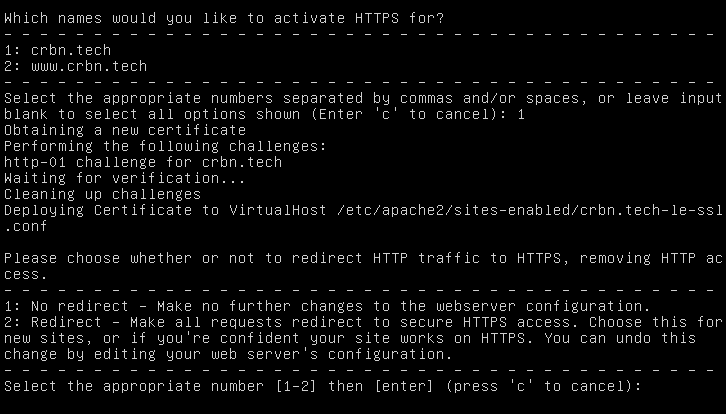 Which names would you like to activate HTTPS for?
- - - - - - - - - - - - - - - - - - - - - - - - - - - - - - - - - - - - - - - -
1: crbn.tech
2: www.crbn.tech
- - - - - - - - - - - - - - - - - - - - - - - - - - - - - - - - - - - - - - - -
Select the appropriate numbers separated by commas and/or spaces, or leave input
blank to select all options shown (Enter 'c' to cancel): 1
Obtaining a new certificate
Performing the following challenges:
http-01 challenge for crbn.tech
Waiting for verification...
Cleaning up challenges
Deploying Certificate to VirtualHost /etc/apache2/sites-enabled/crbn.tech-le-ssl
.conf
Please choose whether or not to redirect HTTP traffic to HTTPS, removing HTTP ac
cess.
- - - - - - - - - - - - - - - - - - - - - - - - - - - - - - - - - - - - - - - -
1: No redirect - Make no further changes to the webserver configuration.
2: Redirect - Make all requests redirect to secure HTTPS access. Choose this for
new sites, or if you're confident your site works on HTTPS. You can undo this
change by editing your web server's configuration.
- - - - - - - - - - - - - - - - - - - - - - - - - - - - - - - - - - - - - - - -
Select the appropriate number [1-2] then [enter] (press 'c' to cancel):